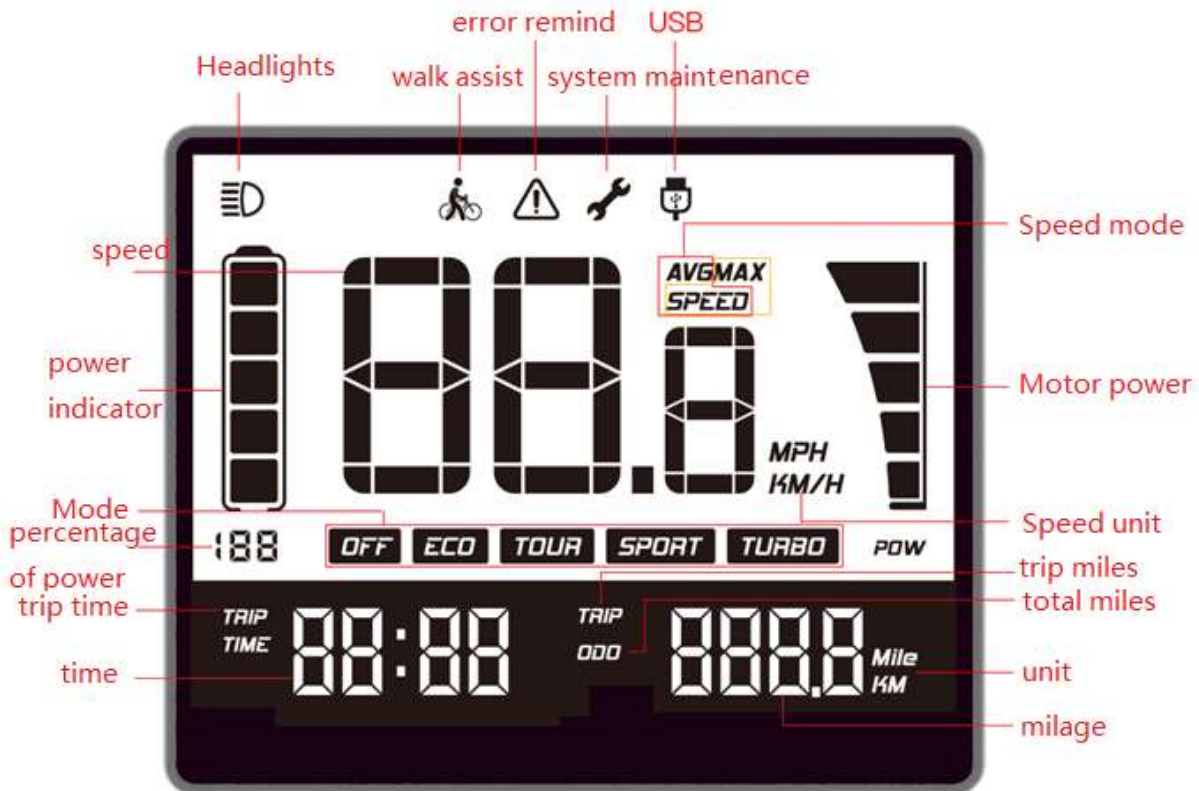 error remind
USB
Headlights
walk assist
system maintenance
speed
AVGMAX
SPEED
Speed mode
power
indicator
88.8
MPH
KM/H
Motor power
Mode
percentage
of power
188
OFF
ECO
TOUR
SPORT
TURBO
POW
Speed unit
trip miles
total miles
trip time
TRIP
TIME
88:88
TRIP
ODO
888.8
Mile
KM
time
unit
milage